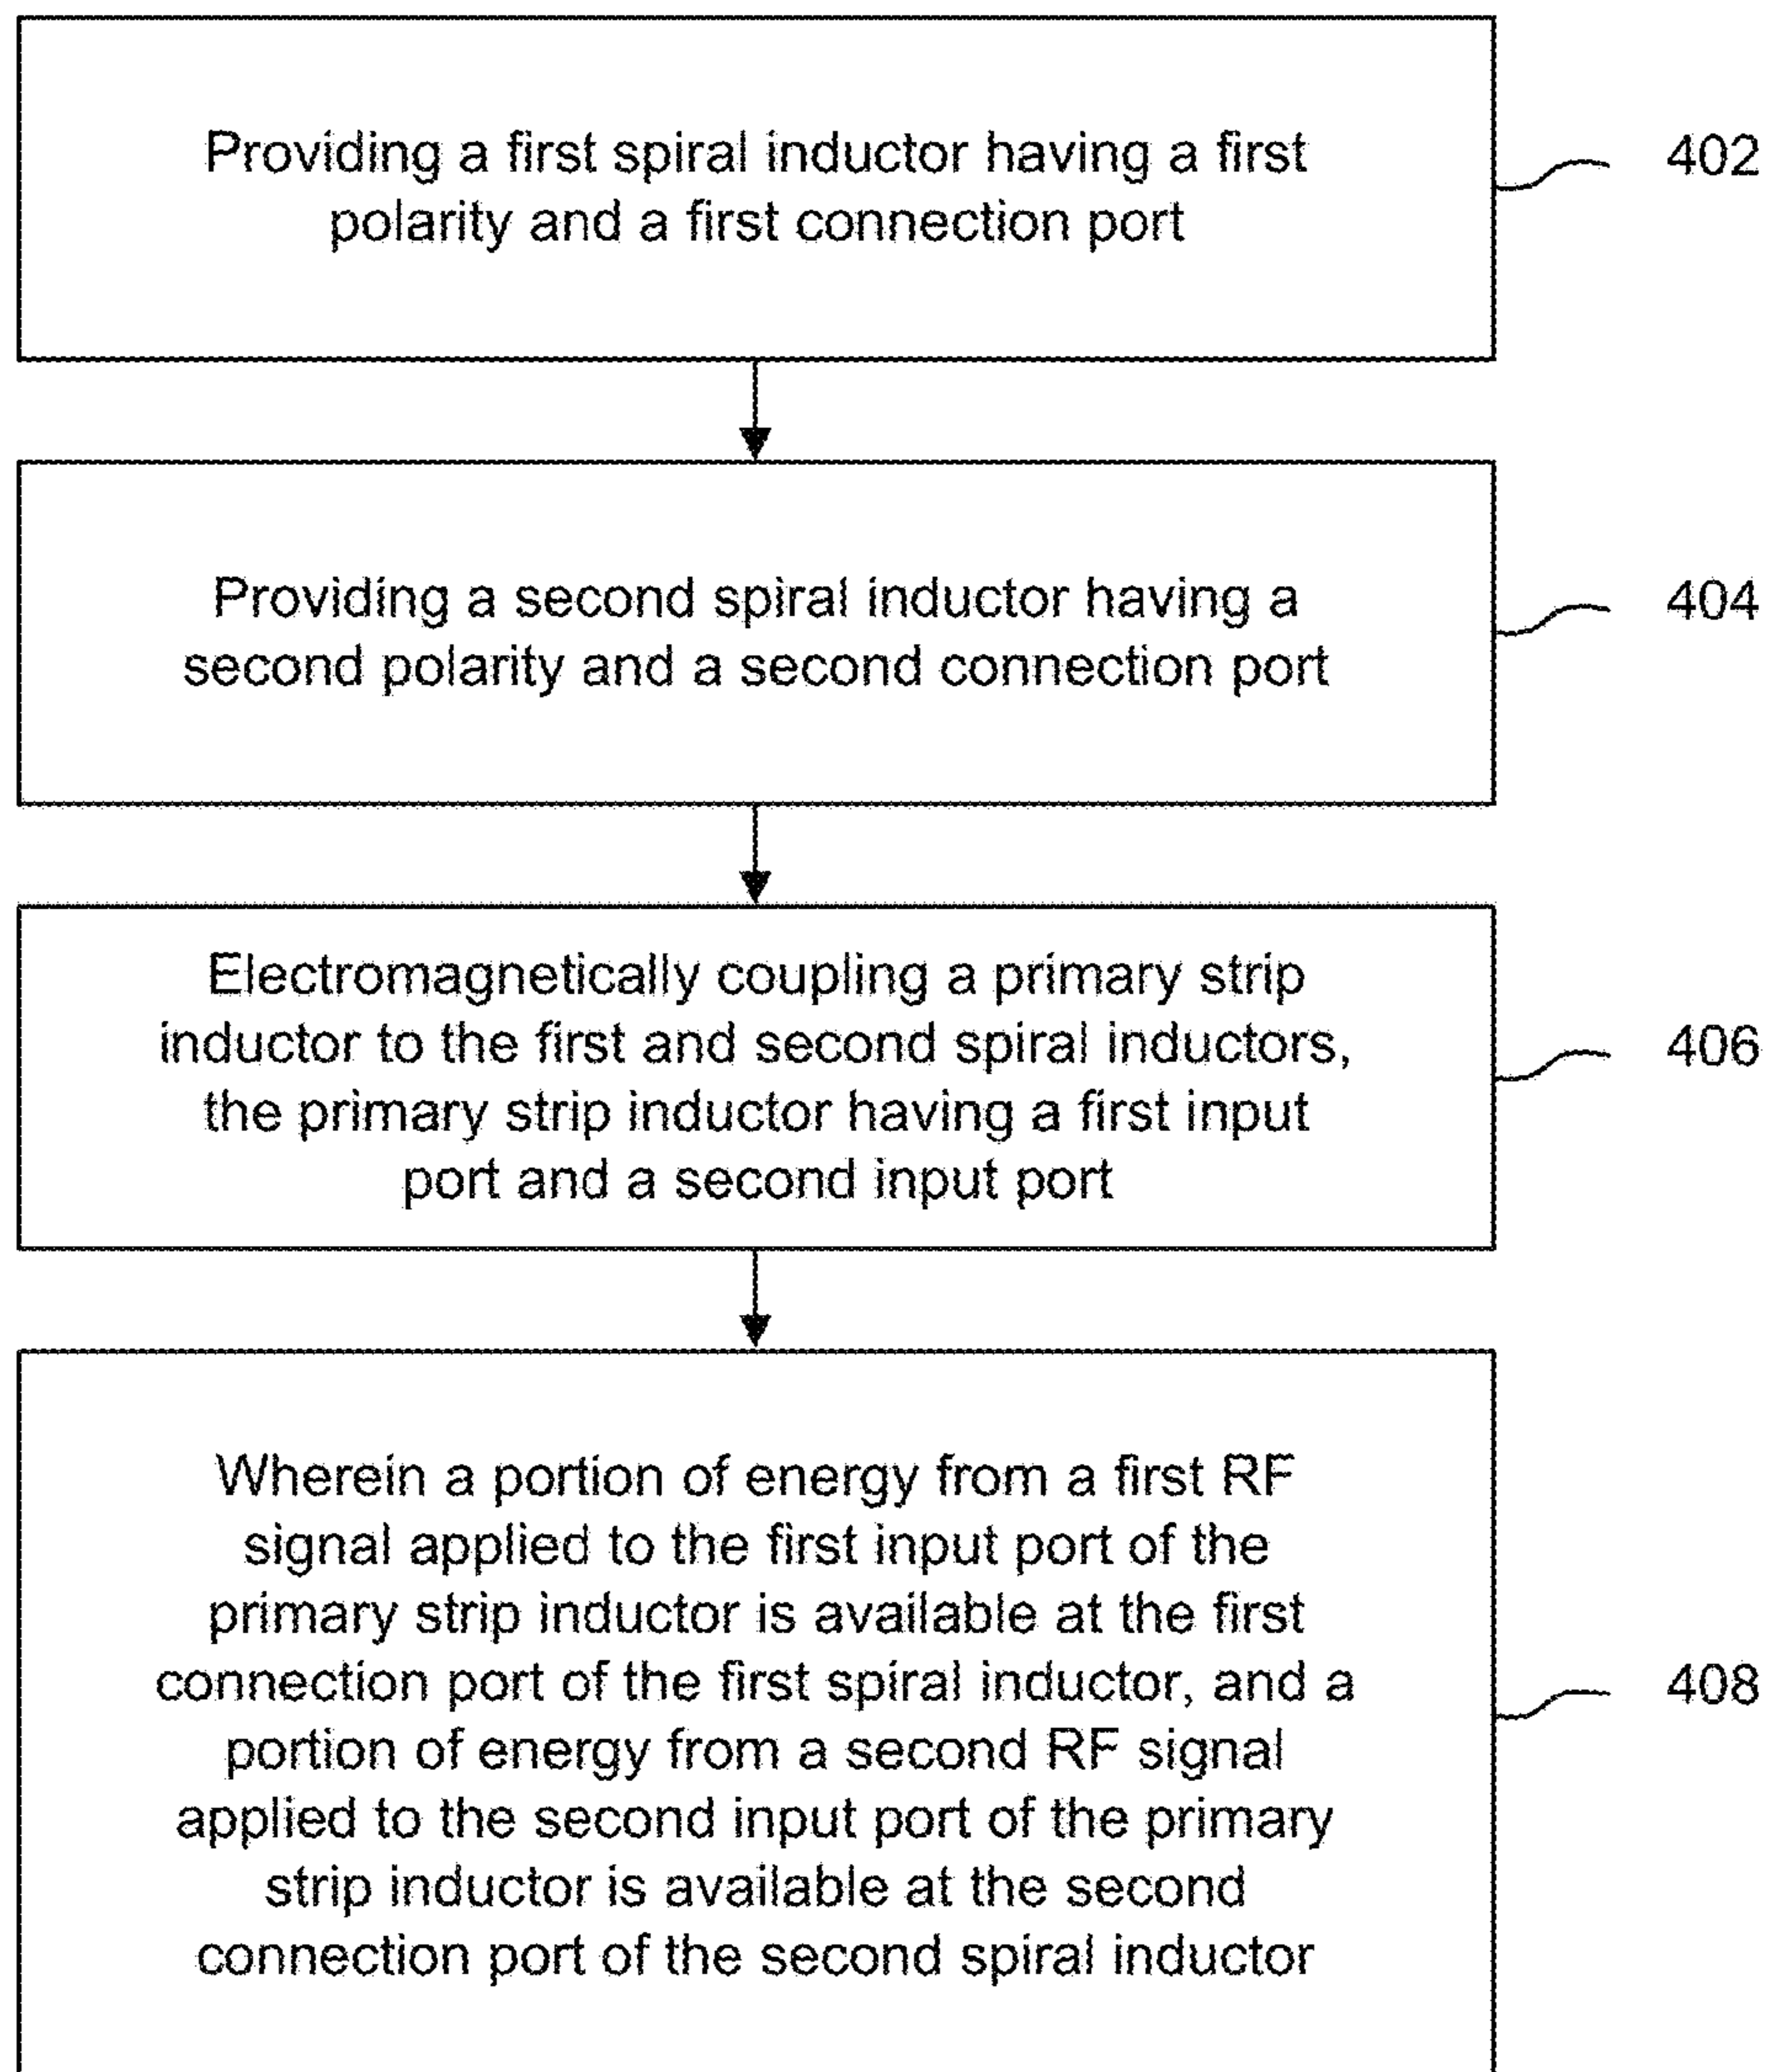 Providing a first spiral inductor having a first
polarity and a first connection port
402
Providing a second spiral inductor having a
second polarity and a second connection port
404
Electromagnetically coupling a primary strip
inductor to the first and second spiral inductors,
the primary strip inductor having a first input
port and a second input port
406
Wherein a portion of energy from a first RF
signal applied to the first input port of the
primary strip inductor is available at the first
connection port of the first spiral inductor, and a
portion of energy from a second RF signal
applied to the second input port of the primary
strip inductor is available at the second
connection port of the second spiral inductor
408